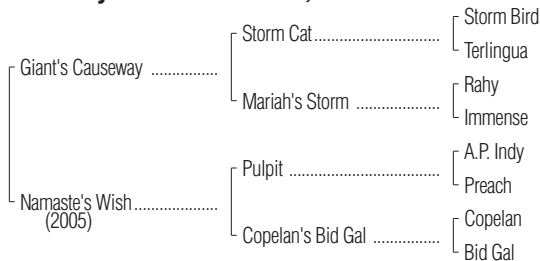 Storm Bird
Storm Cat....................
Terlingua
Giant's Causeway ................
Rahy
Mariah's Storm ....................
Immense
A.P. Indy
Pulpit ....................
Preach
Namaste's Wish....................
(2005)
Copelan
Copelan's Bid Gal ................
Bid Gal